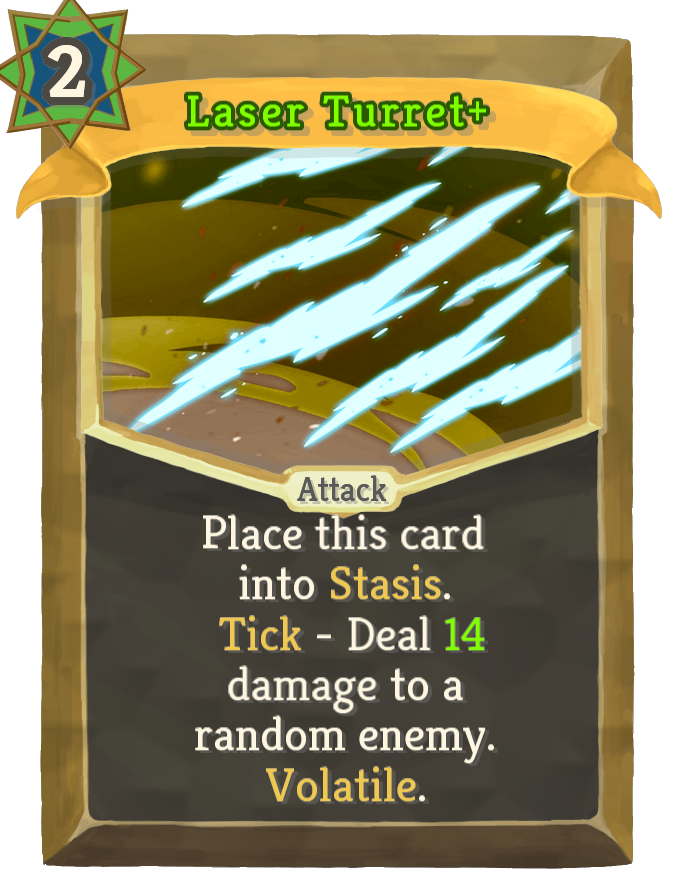 2
Laser Turret+
Attack
Place this card
into Stasis.
Tick - Deal 14
damage to a
random enemy.
Volatile.